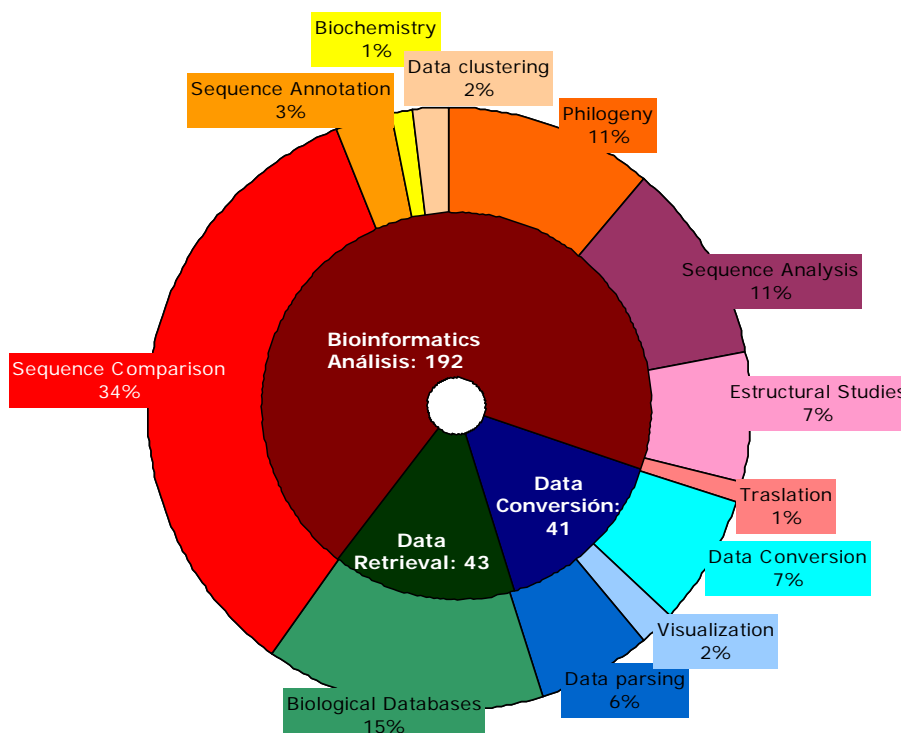 Biochemistry
1%
Data clustering
2%
Sequence Annotation
3%
Philogeny
11%
Sequence Analysis
11%
Bioinformatics
Análisis: 192
Sequence Comparison
34%
Estructural Studies
7%
Data
Conversión:
41
Traslation
1%
Data
Retrieval: 43
Data Conversion
7%
Visualization
2%
Data parsing
6%
Biological Databases
15%